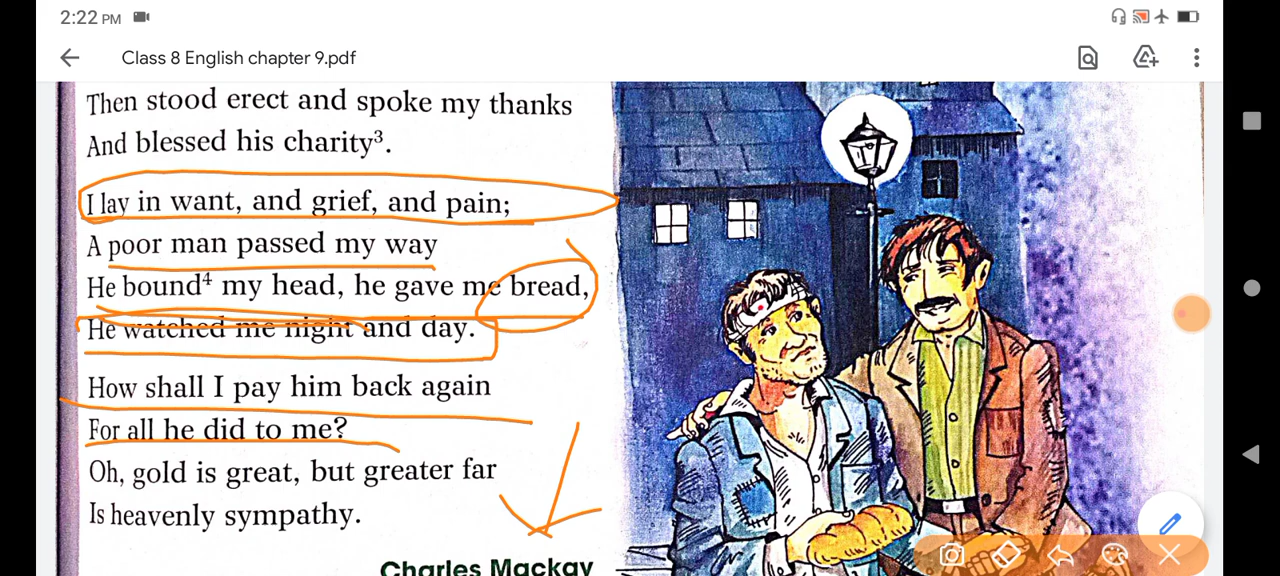 2:22 PM
Class 8 English chapter 9.pdf
Then stood erect and spoke my thanks
And blessed his charity³.
I lay in want, and grief, and pain;
A poor man passed my way
He bound⁴ my head, he gave me bread,
He watched me night and day.
How shall I pay him back again
For all he did to me?
Oh, gold is great, but greater far
Is heavenly sympathy.
Charles Mackay